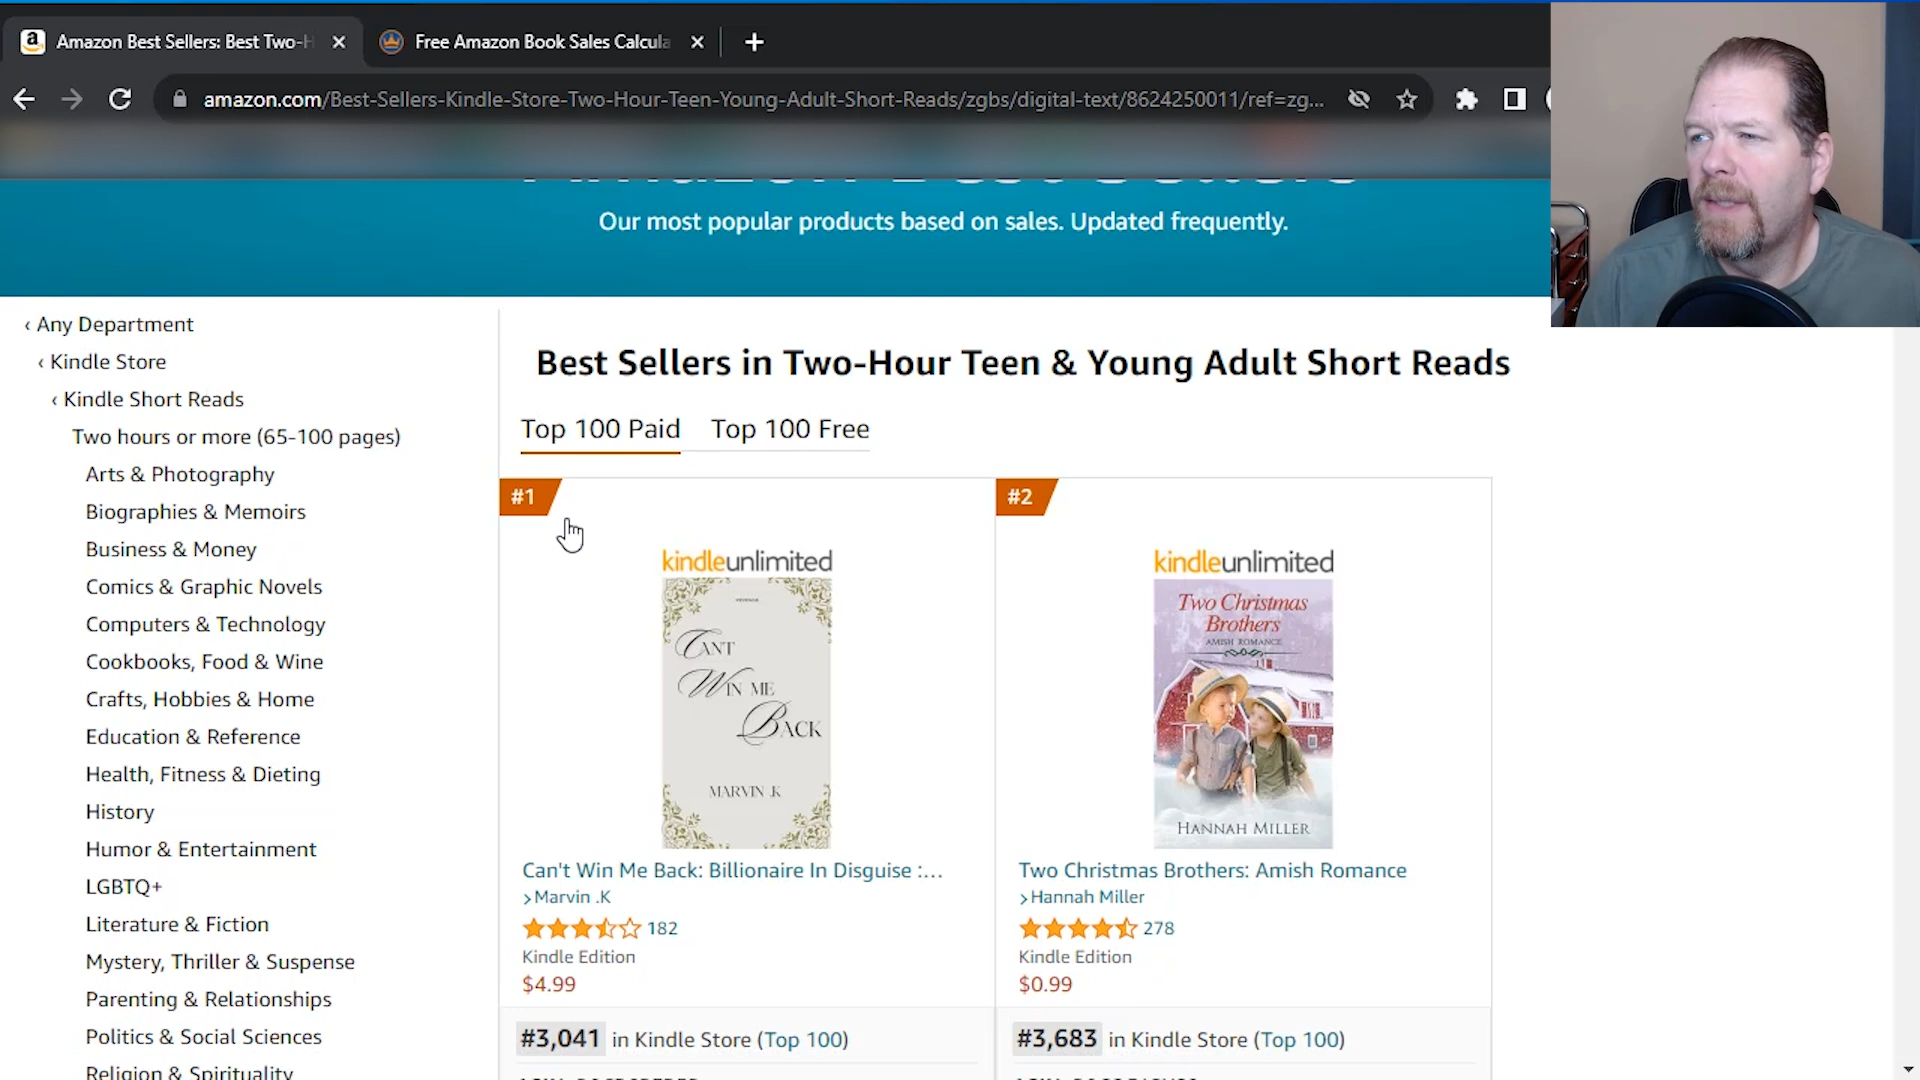 Amazon Best Sellers: Best Two-H
Free Amazon Book Sales Calcula
amazon.com/Best-Sellers-Kindle-Store-Two-Hour-Teen-Young-Adult-Short-Reads/zgbs/digital-text/8624250011/ref=zg...
Our most popular products based on sales. Updated frequently.
‹ Any Department
‹ Kindle Store
‹ Kindle Short Reads
Two hours or more (65-100 pages)
Arts & Photography
Biographies & Memoirs
Business & Money
Comics & Graphic Novels
Computers & Technology
Cookbooks, Food & Wine
Crafts, Hobbies & Home
Education & Reference
Health, Fitness & Dieting
History
Humor & Entertainment
LGBTQ+
Literature & Fiction
Mystery, Thriller & Suspense
Parenting & Relationships
Politics & Social Sciences
Religion & Spirituality
Best Sellers in Two-Hour Teen & Young Adult Short Reads
Top 100 Paid Top 100 Free
#1
kindleunlimited
CANT
WIN ME
BACK
MARVIN .K
Can't Win Me Back: Billionaire In Disguise :...
› Marvin .K
182
Kindle Edition
$4.99
#3,041 in Kindle Store (Top 100)
#2
kindleunlimited
Two Christmas
Brothers
AMISH ROMANCE
HANNAH MILLER
Two Christmas Brothers: Amish Romance
› Hannah Miller
278
Kindle Edition
$0.99
#3,683 in Kindle Store (Top 100)